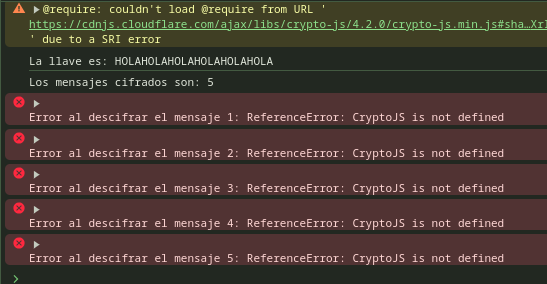 @require: couldn't load @require from URL '
https://cdnjs.cloudflare.com/ajax/libs/crypto-js/4.2.0/crypto-js.min.js#sha…Xrl
' due to a SRI error
La llave es: HOLAHOLAHOLAHOLAHOLAHOLA
Los mensajes cifrados son: 5
Error al descifrar el mensaje 1: ReferenceError: CryptoJS is not defined
Error al descifrar el mensaje 2: ReferenceError: CryptoJS is not defined
Error al descifrar el mensaje 3: ReferenceError: CryptoJS is not defined
Error al descifrar el mensaje 4: ReferenceError: CryptoJS is not defined
Error al descifrar el mensaje 5: ReferenceError: CryptoJS is not defined